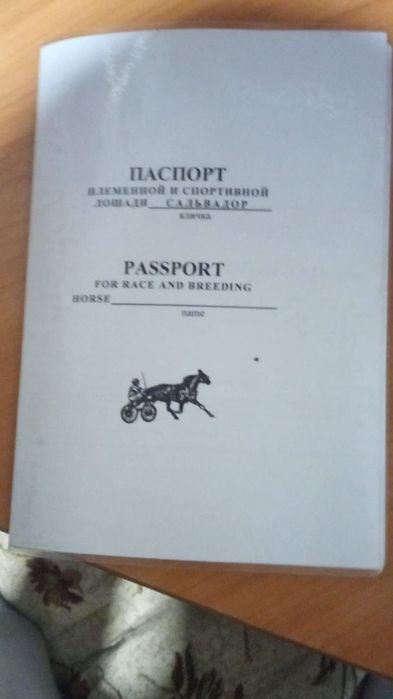 ПАСПОРТ
ПЛЕМЕННОЙ И СПОРТИВНОЙ
ЛОШАДИ САЛЬВАДОР
кличка
PASSPORT
FOR RACE AND BREEDING
HORSE
name